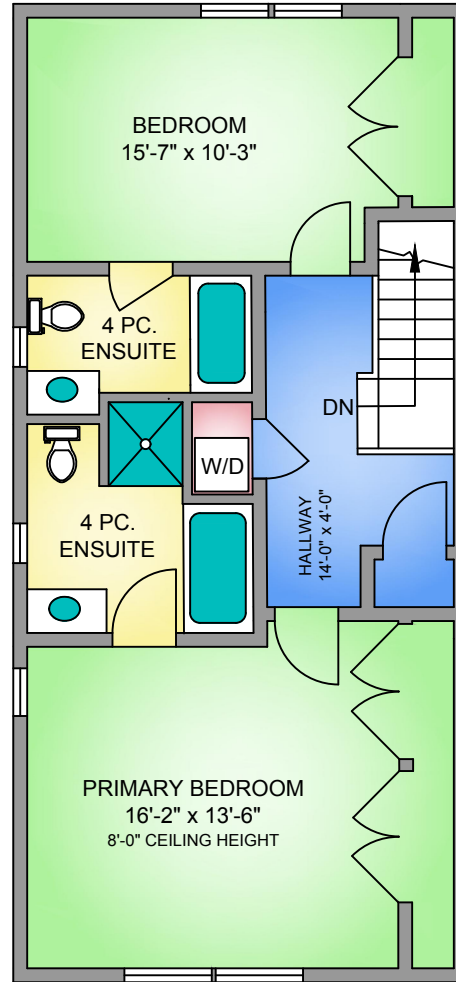 BEDROOM
15'-7" x 10'-3"
4 PC.
ENSUITE
DN
W/D
4 PC.
ENSUITE
HALLWAY
14'-0" x 4'-0"
PRIMARY BEDROOM
16'-2" x 13'-6"
8'-0" CEILING HEIGHT